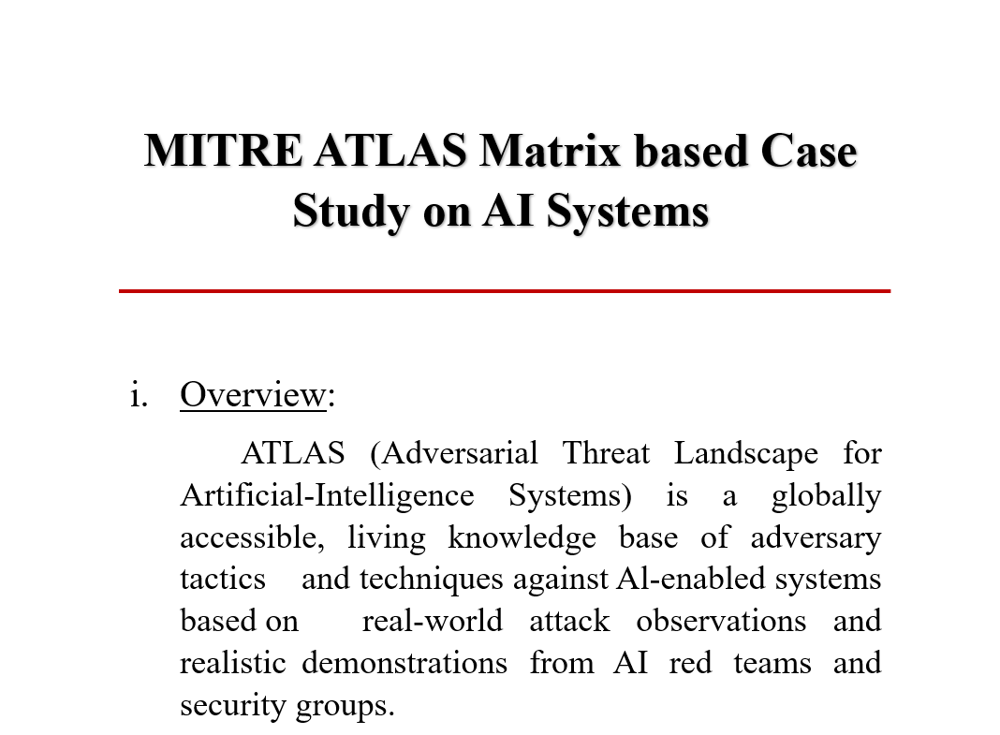 MITRE ATLAS Matrix based Case
Study on AI Systems
i. Overview:
ATLAS (Adversarial Threat Landscape for
Artificial-Intelligence Systems) is a globally
accessible, living knowledge base of adversary
tactics and techniques against Al-enabled systems
based on real-world attack observations and
realistic demonstrations from AI red teams and
security groups.